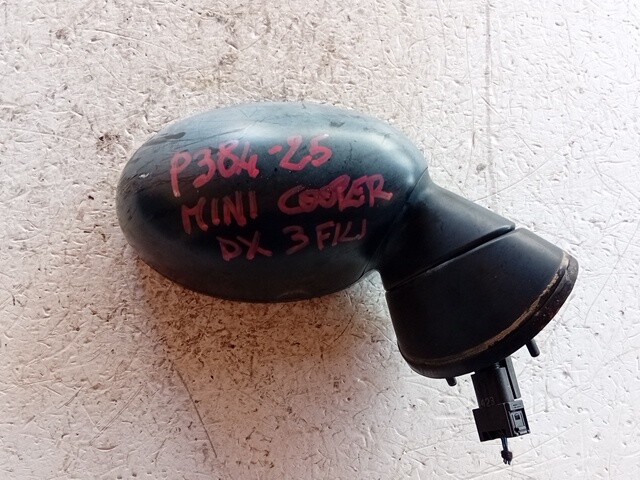 P384-25
MINI COOPER
DX 3 FILI